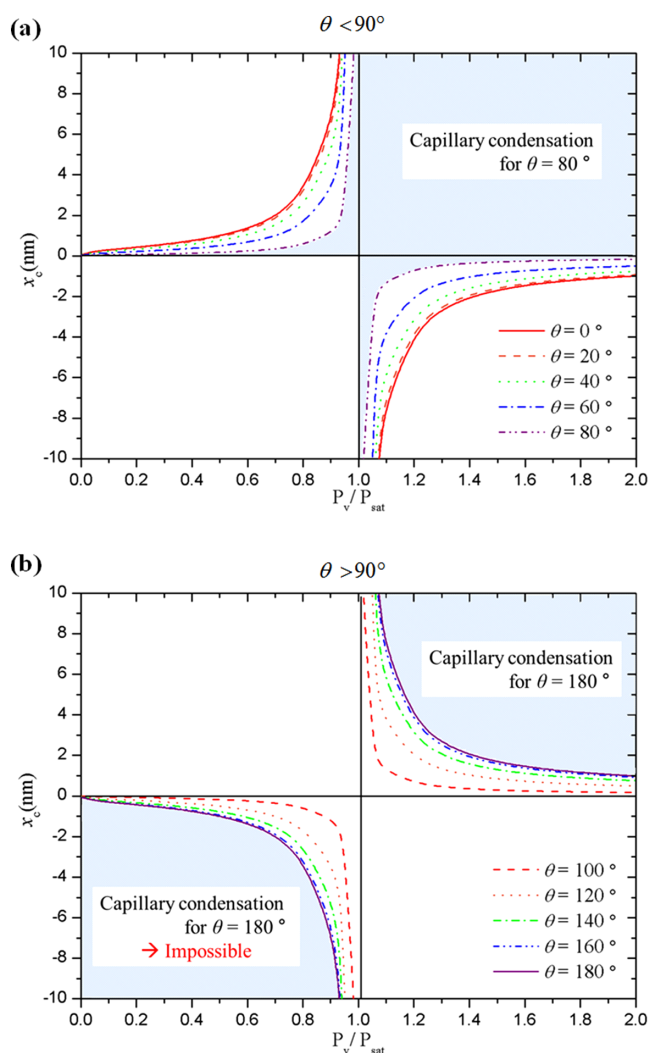 (a)
θ < 90°
10
8
6
4
2
0
-2
-4
-6
-8
-10
x_c(nm)
Capillary condensation
for θ = 80 °
θ = 0 °
θ = 20 °
θ = 40 °
θ = 60 °
θ = 80 °
0.0 0.2 0.4 0.6 0.8 1.0 1.2 1.4 1.6 1.8 2.0
P_v/P_sat
(b)
θ > 90°
10
8
6
4
2
0
-2
-4
-6
-8
-10
x_c(nm)
Capillary condensation
for θ = 180 °
Capillary condensation
for θ = 180 °
→ Impossible
θ = 100 °
θ = 120 °
θ = 140 °
θ = 160 °
θ = 180 °
0.0 0.2 0.4 0.6 0.8 1.0 1.2 1.4 1.6 1.8 2.0
P_v/P_sat